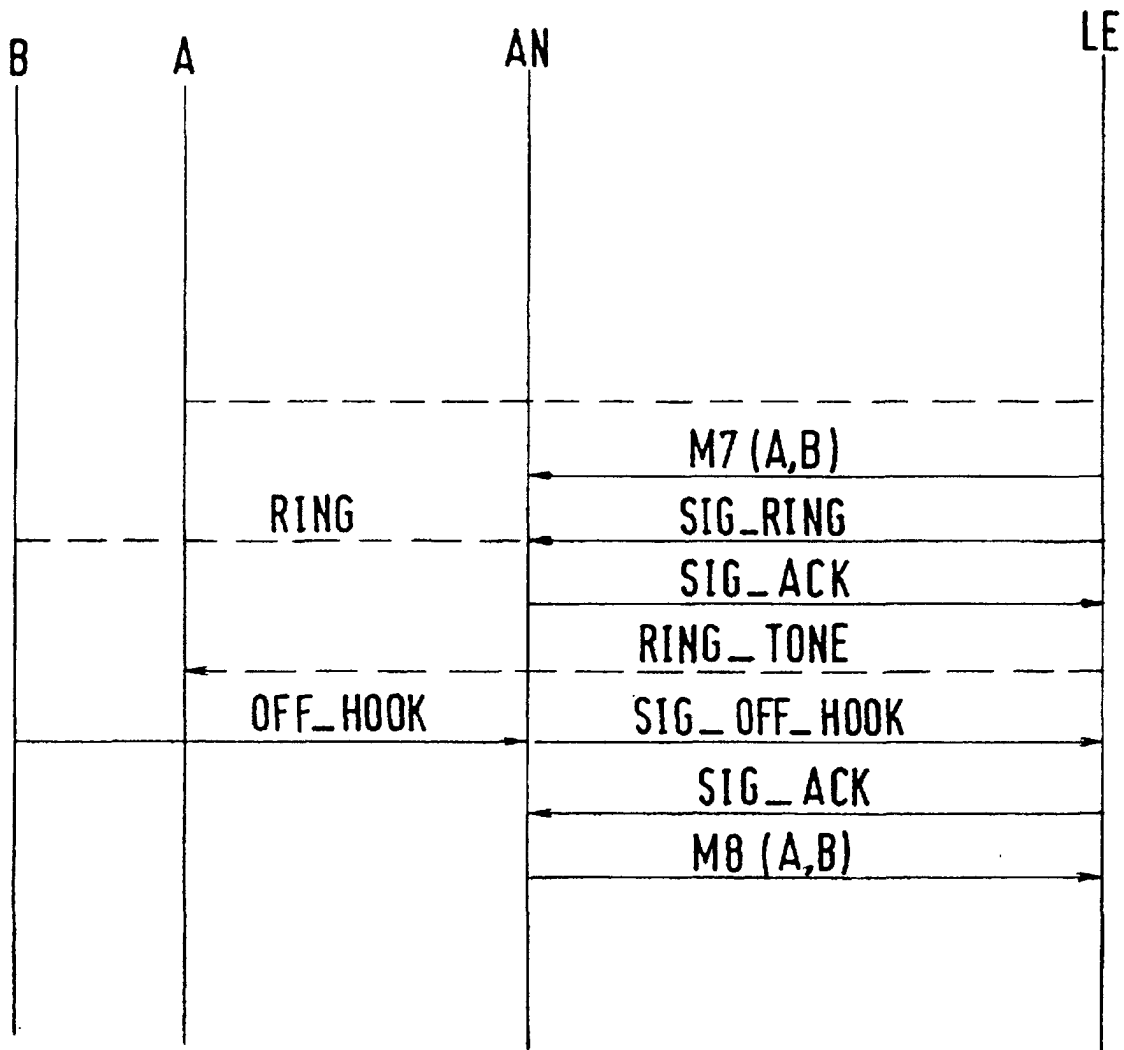 B A AN LE
M7 (A,B)
RING SIG_RING
SIG_ACK
RING_TONE
OFF_HOOK SIG_OFF_HOOK
SIG_ACK
M8 (A,B)